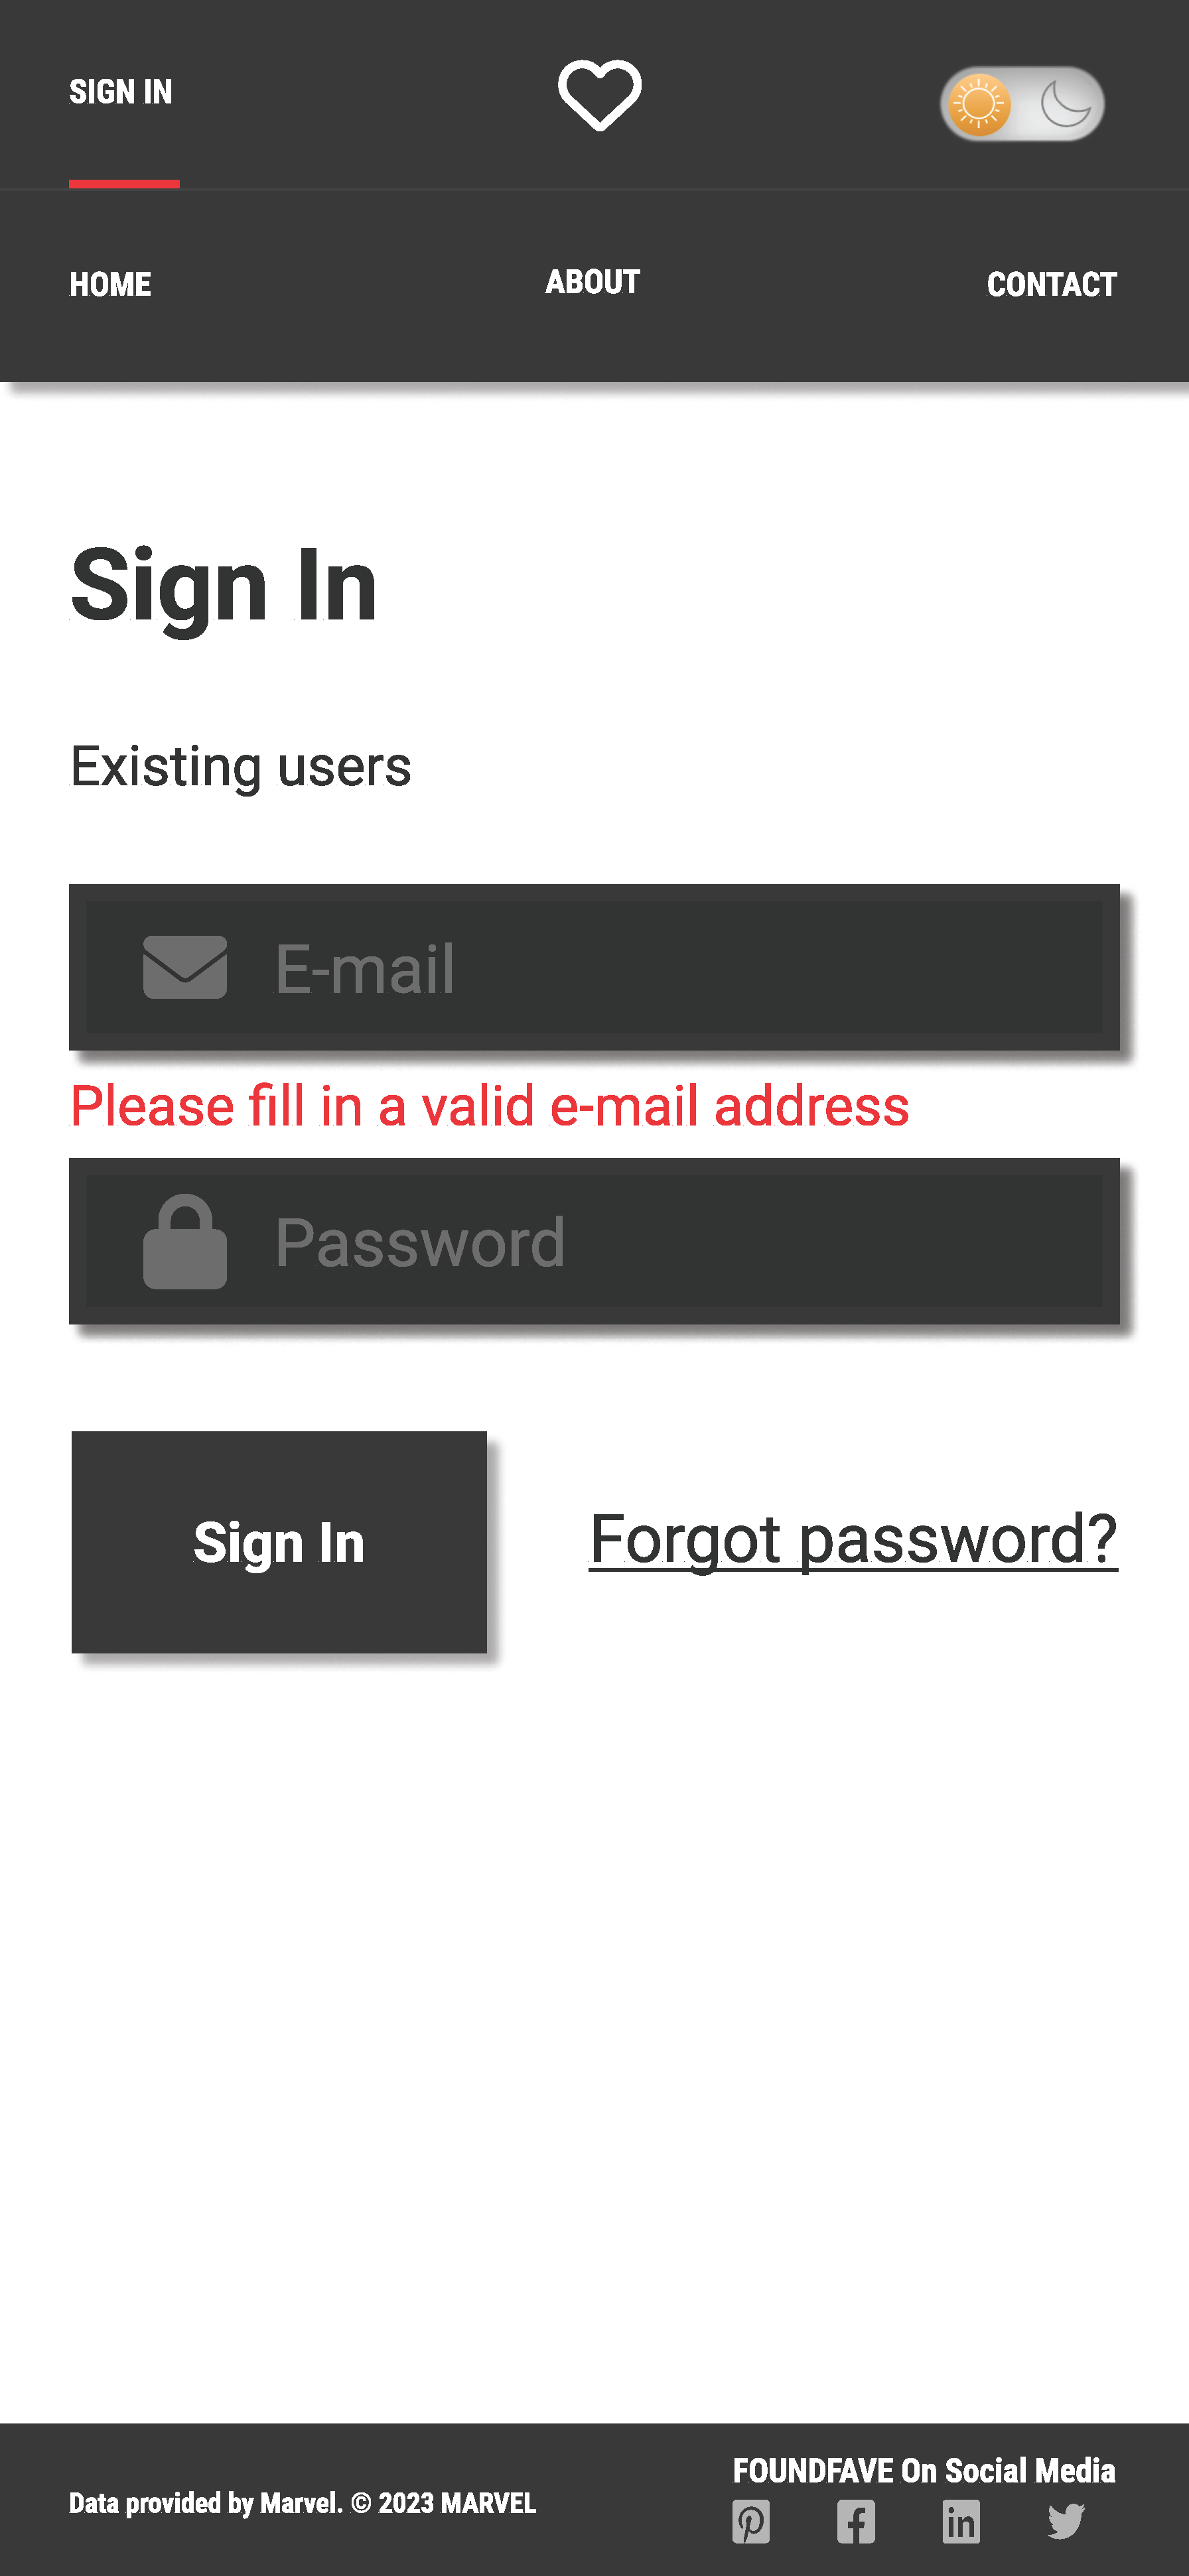 SIGN IN
HOME
ABOUT
CONTACT
Sign In
Existing users
E-mail
Please fill in a valid e-mail address
Password
Sign In
Forgot password?
FOUNDFAVE On Social Media
Data provided by Marvel. © 2023 MARVEL